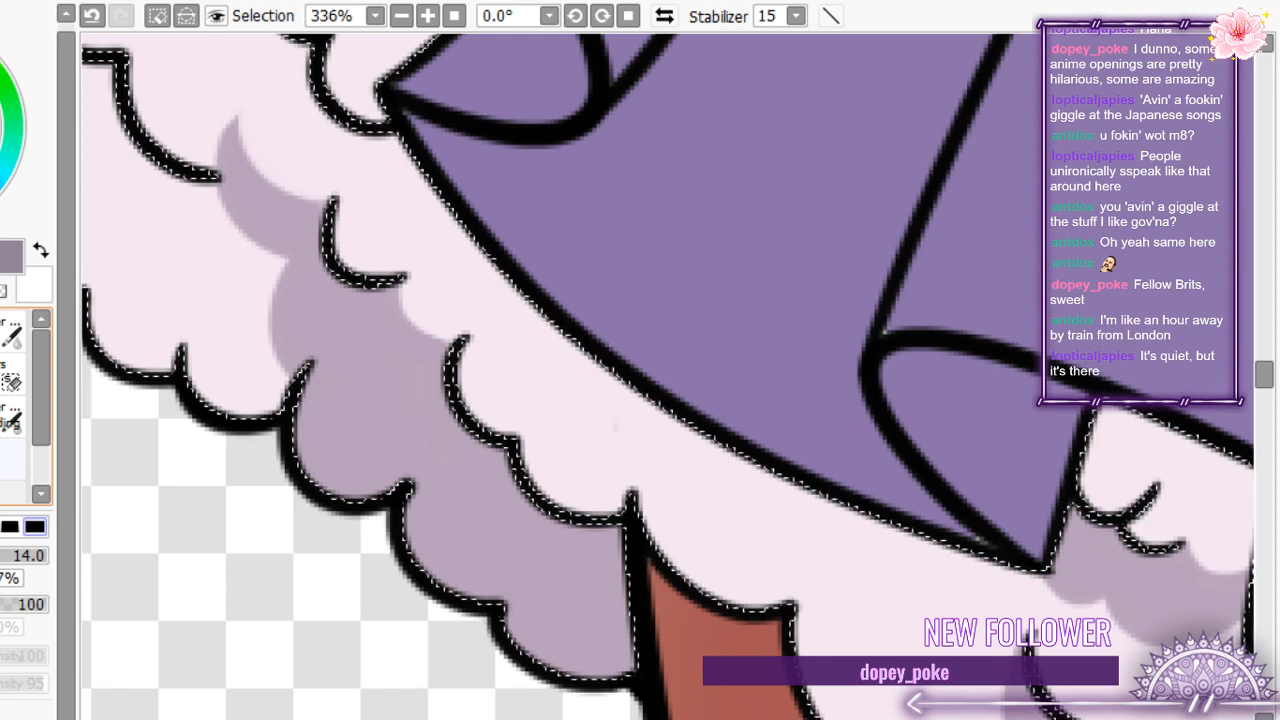 Selection 336% 0.0° Stabilizer 15
dopey_poke I dunno, some
anime openings are pretty
hilarious, some are amazing
lopticaljapies 'Avin' a fookin'
giggle at the Japanese songs
antdox u fokin' wot m8?
lopticaljapies People
unironically sspeak like that
around here
antdox you 'avin' a giggle at
the stuff I like gov'na?
antdox Oh yeah same here
antdox
dopey_poke Fellow Brits,
sweet
antdox I'm like an hour away
by train from London
lopticaljapies It's quiet, but
it's there
14.0
100
NEW FOLLOWER
dopey_poke